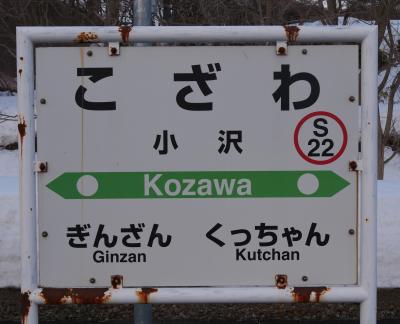 こざわ
小沢
S
22
Kozawa
ぎんざん くっちゃん
Ginzan Kutchan